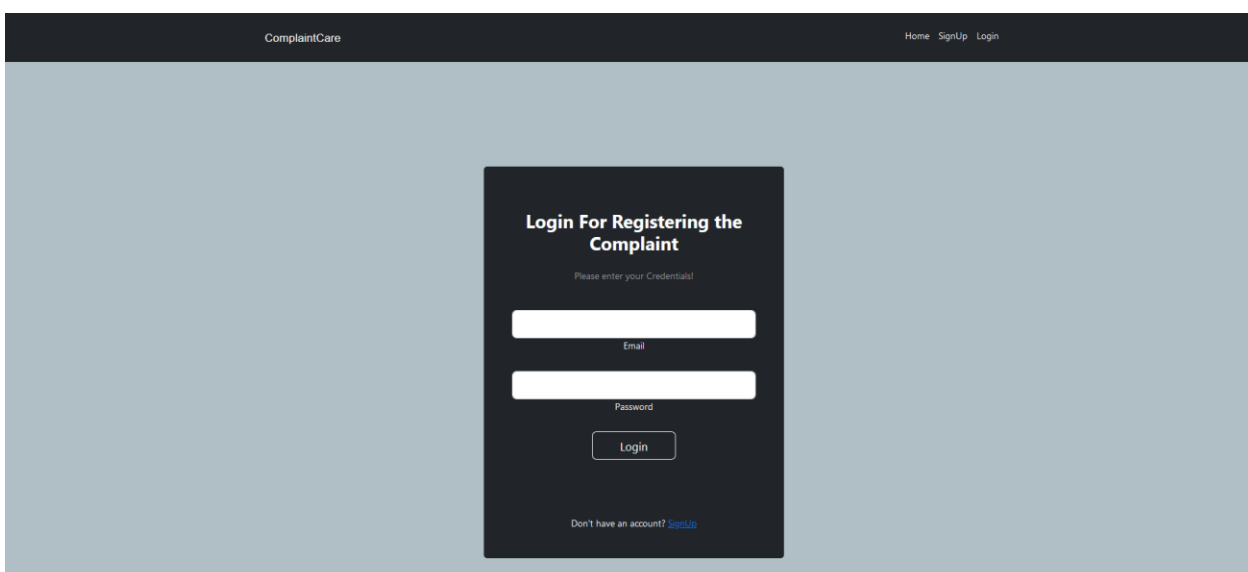 ComplaintCare
Home SignUp Login
Login For Registering the
Complaint
Please enter your Credentials!
Email
Password
Login
Don't have an account? SignUp